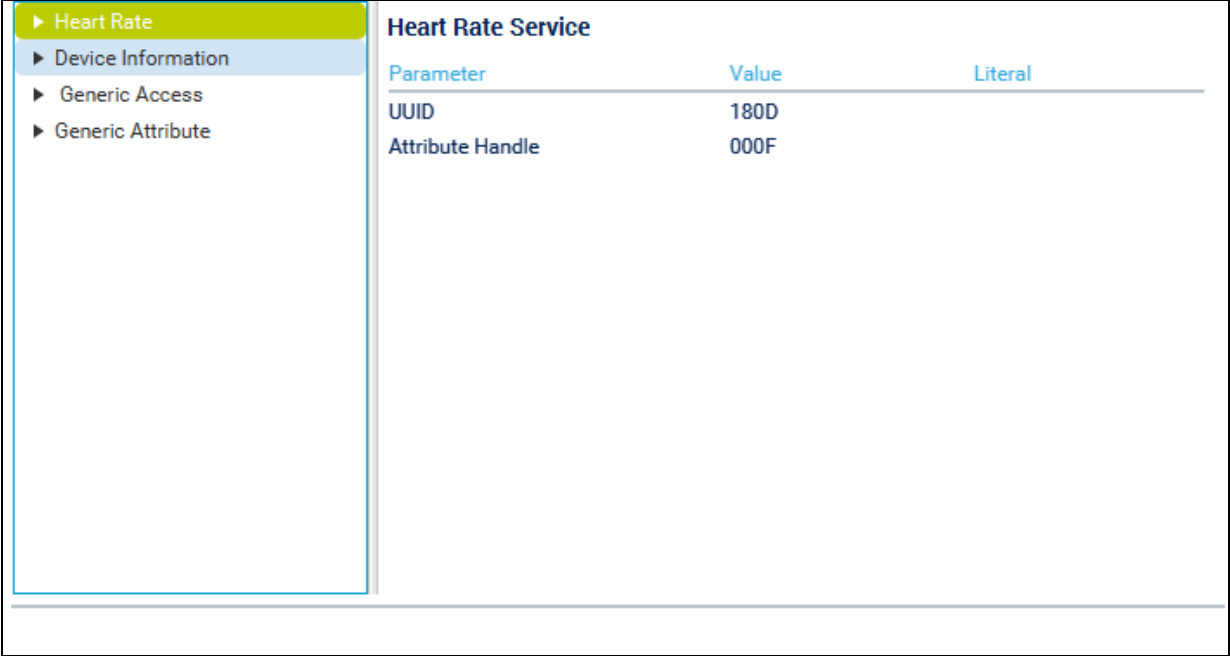 Heart Rate
Device Information
Generic Access
Generic Attribute
Heart Rate Service
Parameter Value Literal
UUID 180D
Attribute Handle 000F